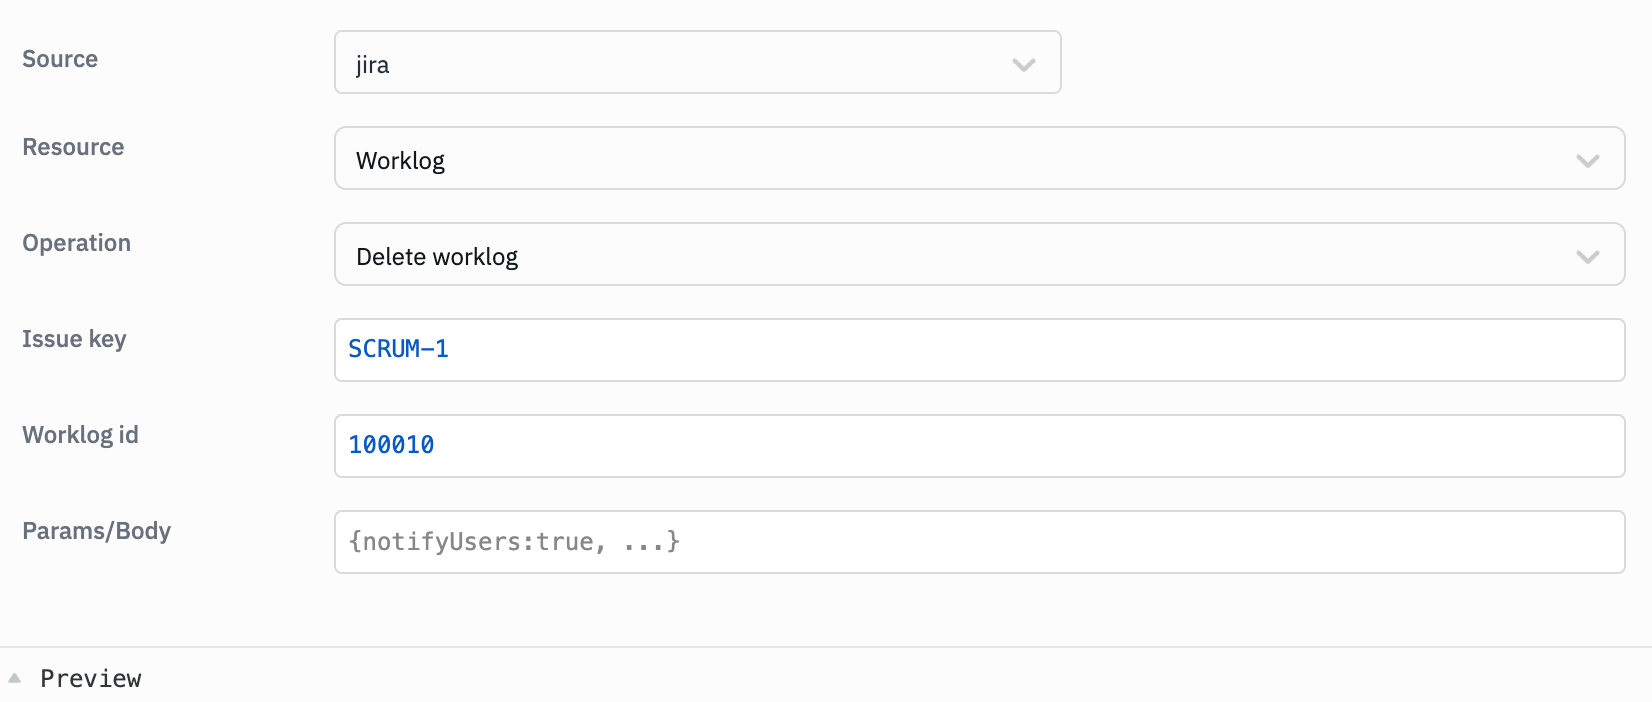 Source
jira
Resource
Worklog
Operation
Delete worklog
Issue key
SCRUM-1
Worklog id
100010
Params/Body
{notifyUsers:true, ...}
Preview